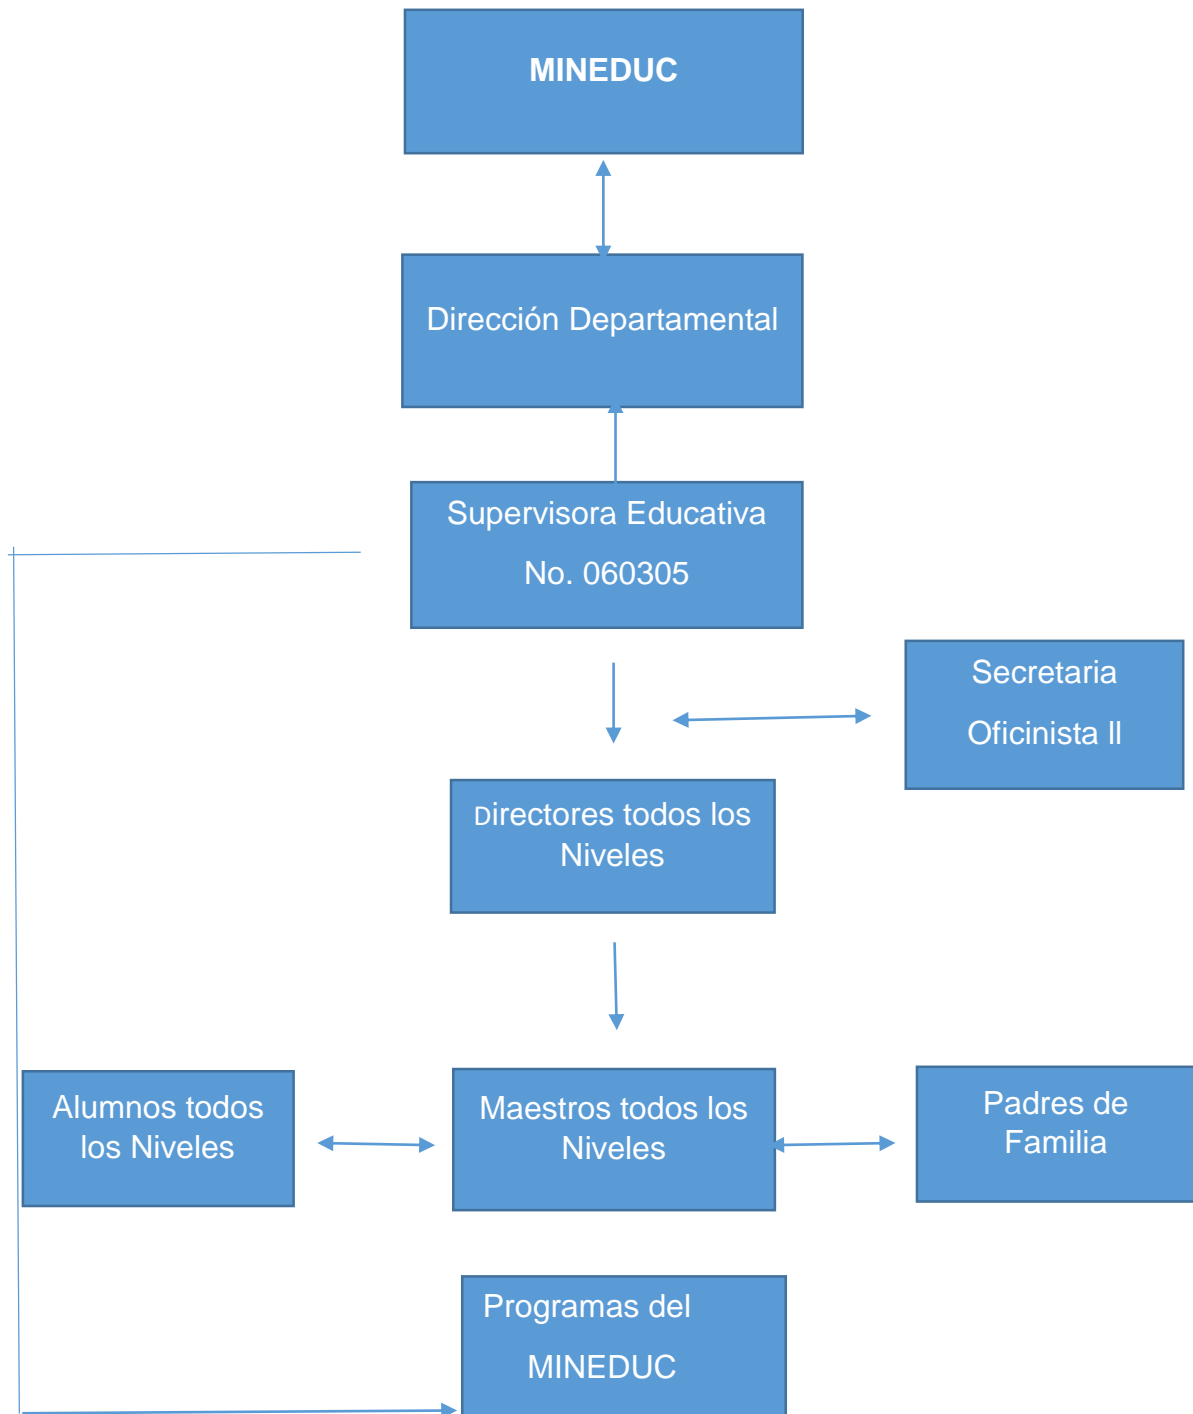 MINEDUC
Dirección Departamental
Supervisora Educativa
No. 060305
Secretaria
Oficinista ll
Directores todos los
Niveles
Alumnos todos
los Niveles
Maestros todos los
Niveles
Padres de
Familia
Programas del
MINEDUC